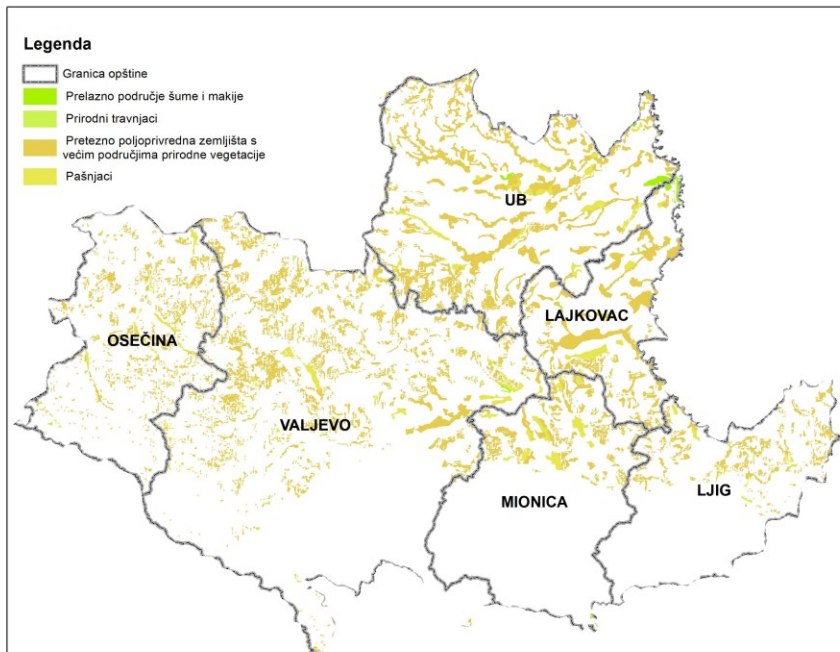 Legenda
Granica opštine
Prelazno područje šume i makije
Prirodni travnjaci
Pretezno poljoprivredna zemljišta s
većim područjima prirodne vegetacije
Pašnjaci
UB
LAJKOVAC
OSEČINA
VALJEVO
MIONICA
LJIG